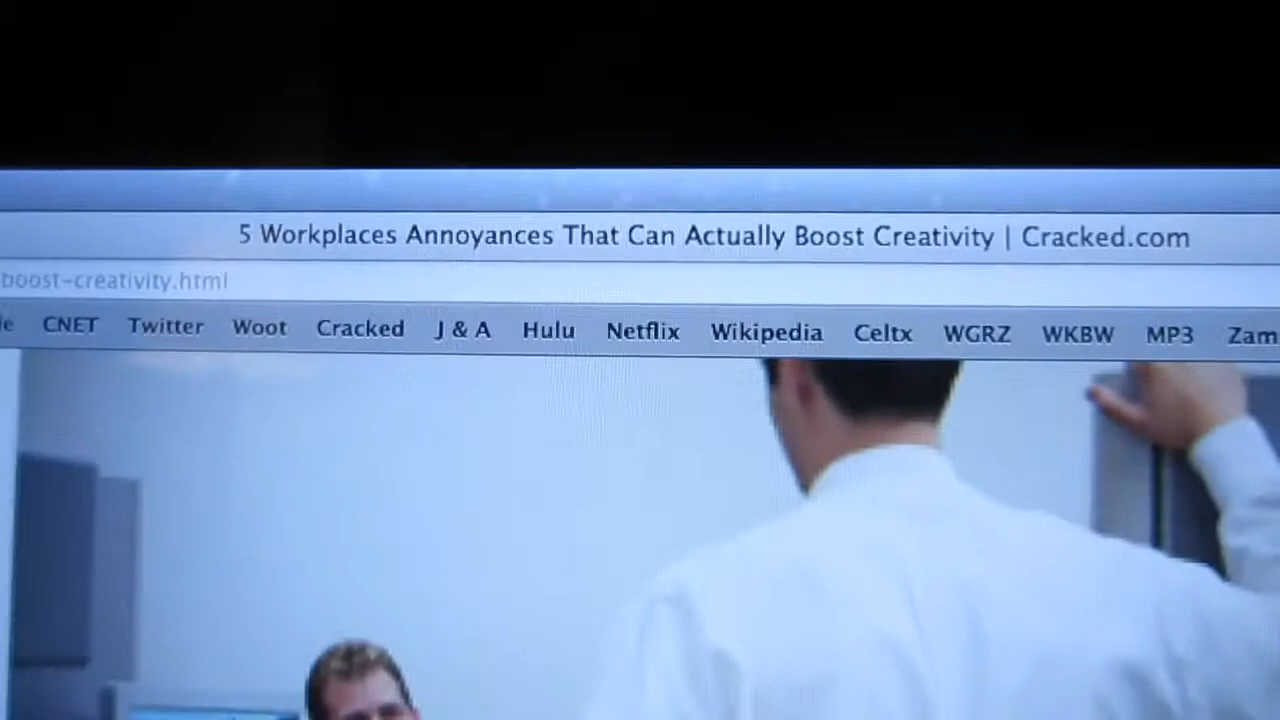 5 Workplaces Annoyances That Can Actually Boost Creativity | Cracked.com
boost-creativity.html
CNET Twitter Woot Cracked J & A Hulu Netflix Wikipedia Celtx WGRZ WKBW MP3 Zam